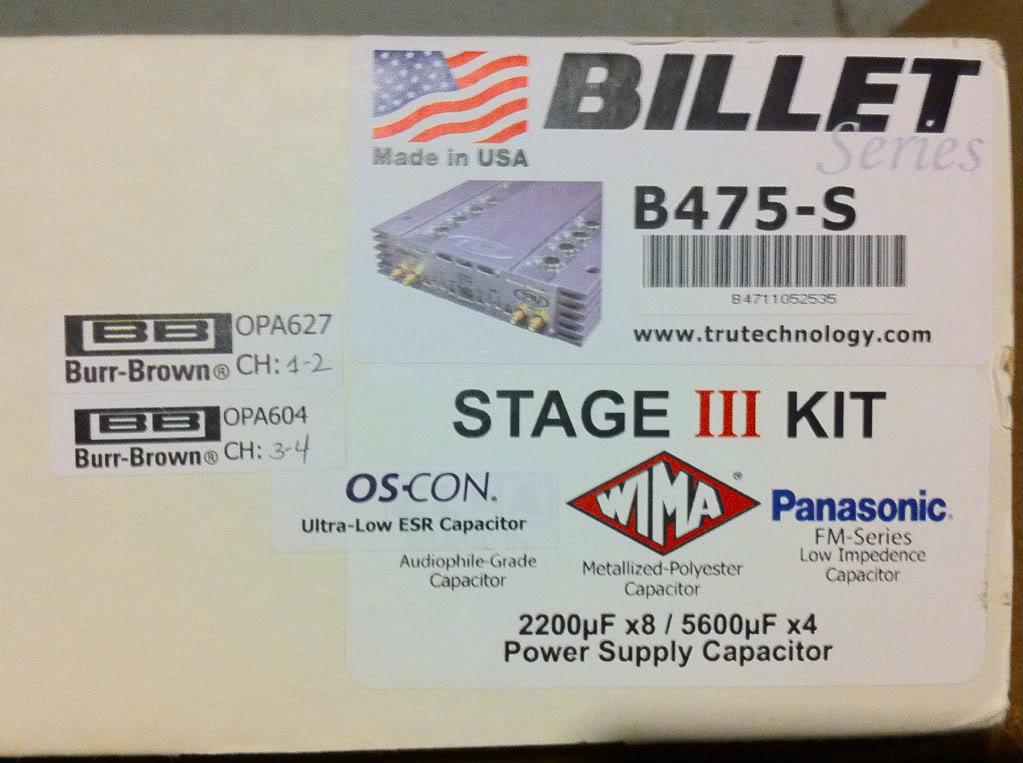 BILLET
Series
Made in USA
B475-S
B4711052535
www.trutechnology.com
BB OPA627
Burr-Brown® CH: 1-2
BB OPA604
Burr-Brown® CH: 3-4
STAGE III KIT
OS-CON®
Ultra-Low ESR Capacitor
Audiophile-Grade
Capacitor
WIMA®
Metallized-Polyester
Capacitor
Panasonic®
FM-Series
Low Impedence
Capacitor
2200µF x8 / 5600µF x4
Power Supply Capacitor